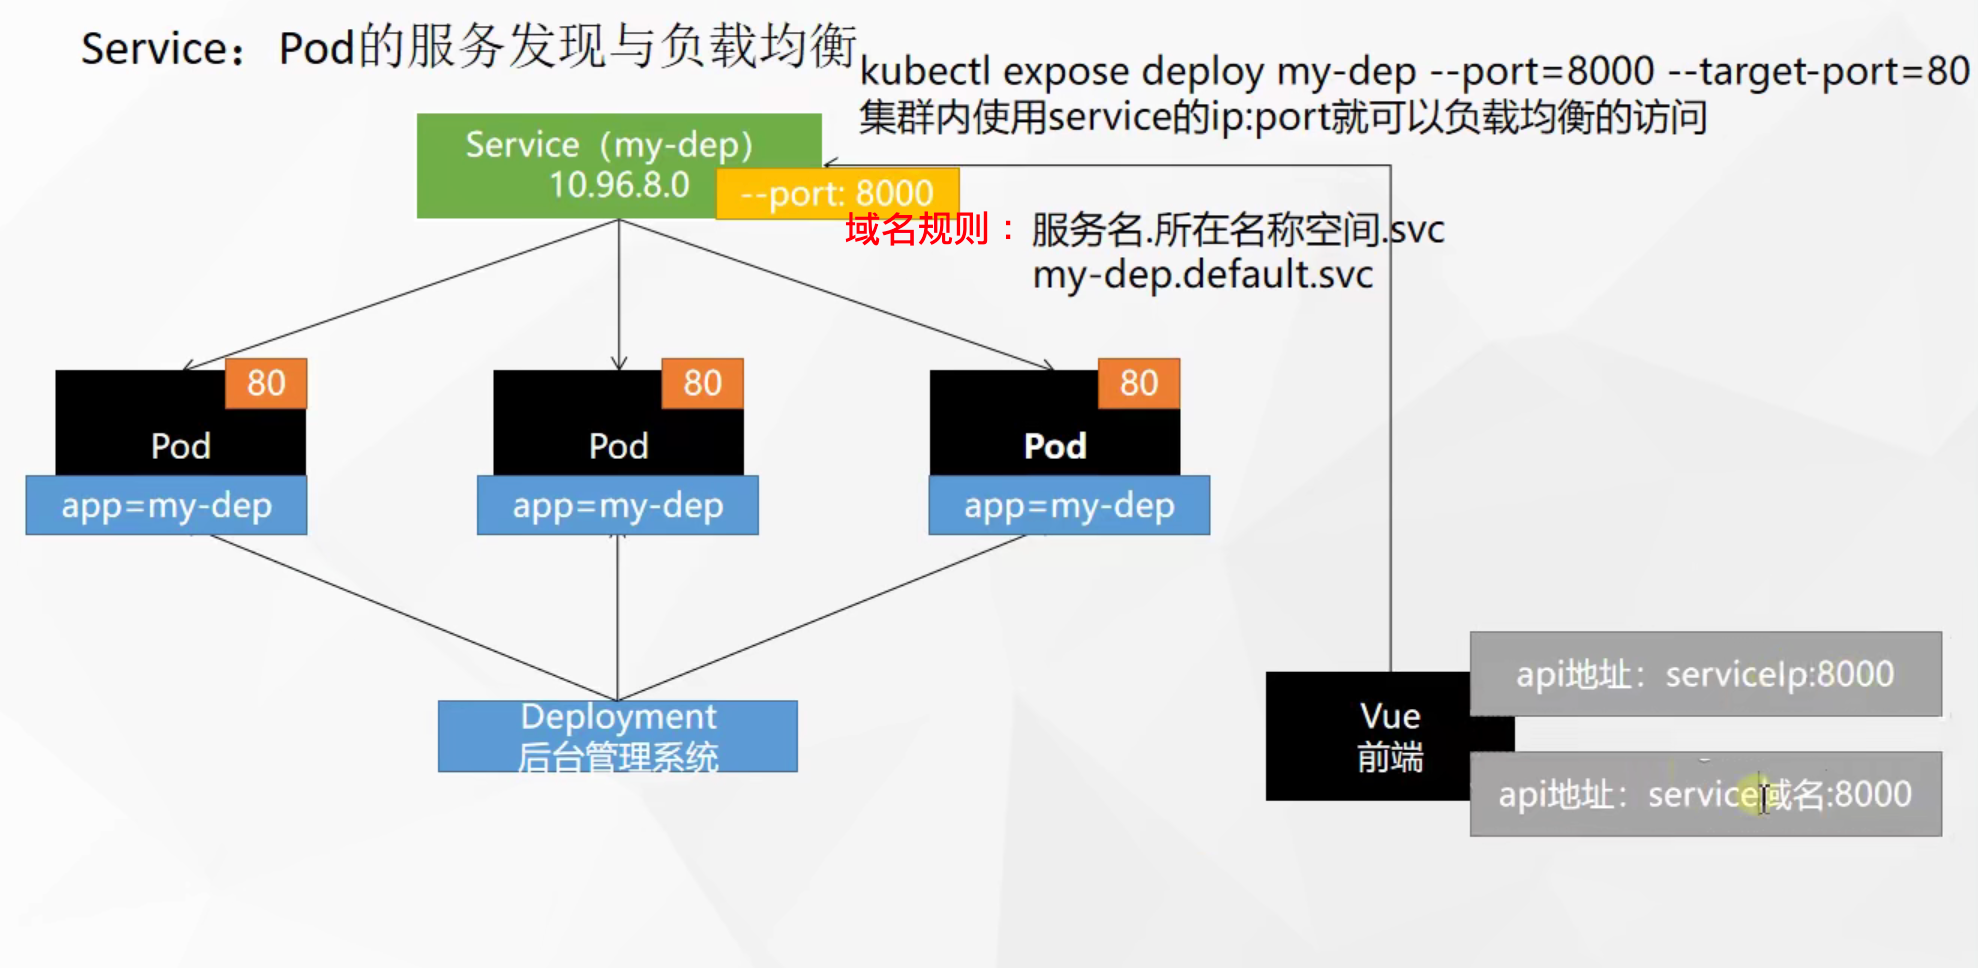 Service：Pod的服务发现与负载均衡
kubectl expose deploy my-dep --port=8000 --target-port=80
集群内使用service的ip:port就可以负载均衡的访问
Service（my-dep）
10.96.8.0
--port: 8000
域名规则：
服务名.所在名称空间.svc
my-dep.default.svc
80
Pod
app=my-dep
80
Pod
app=my-dep
80
Pod
app=my-dep
Deployment
后台管理系统
Vue
前端
api地址：serviceIp:8000
api地址：service域名:8000